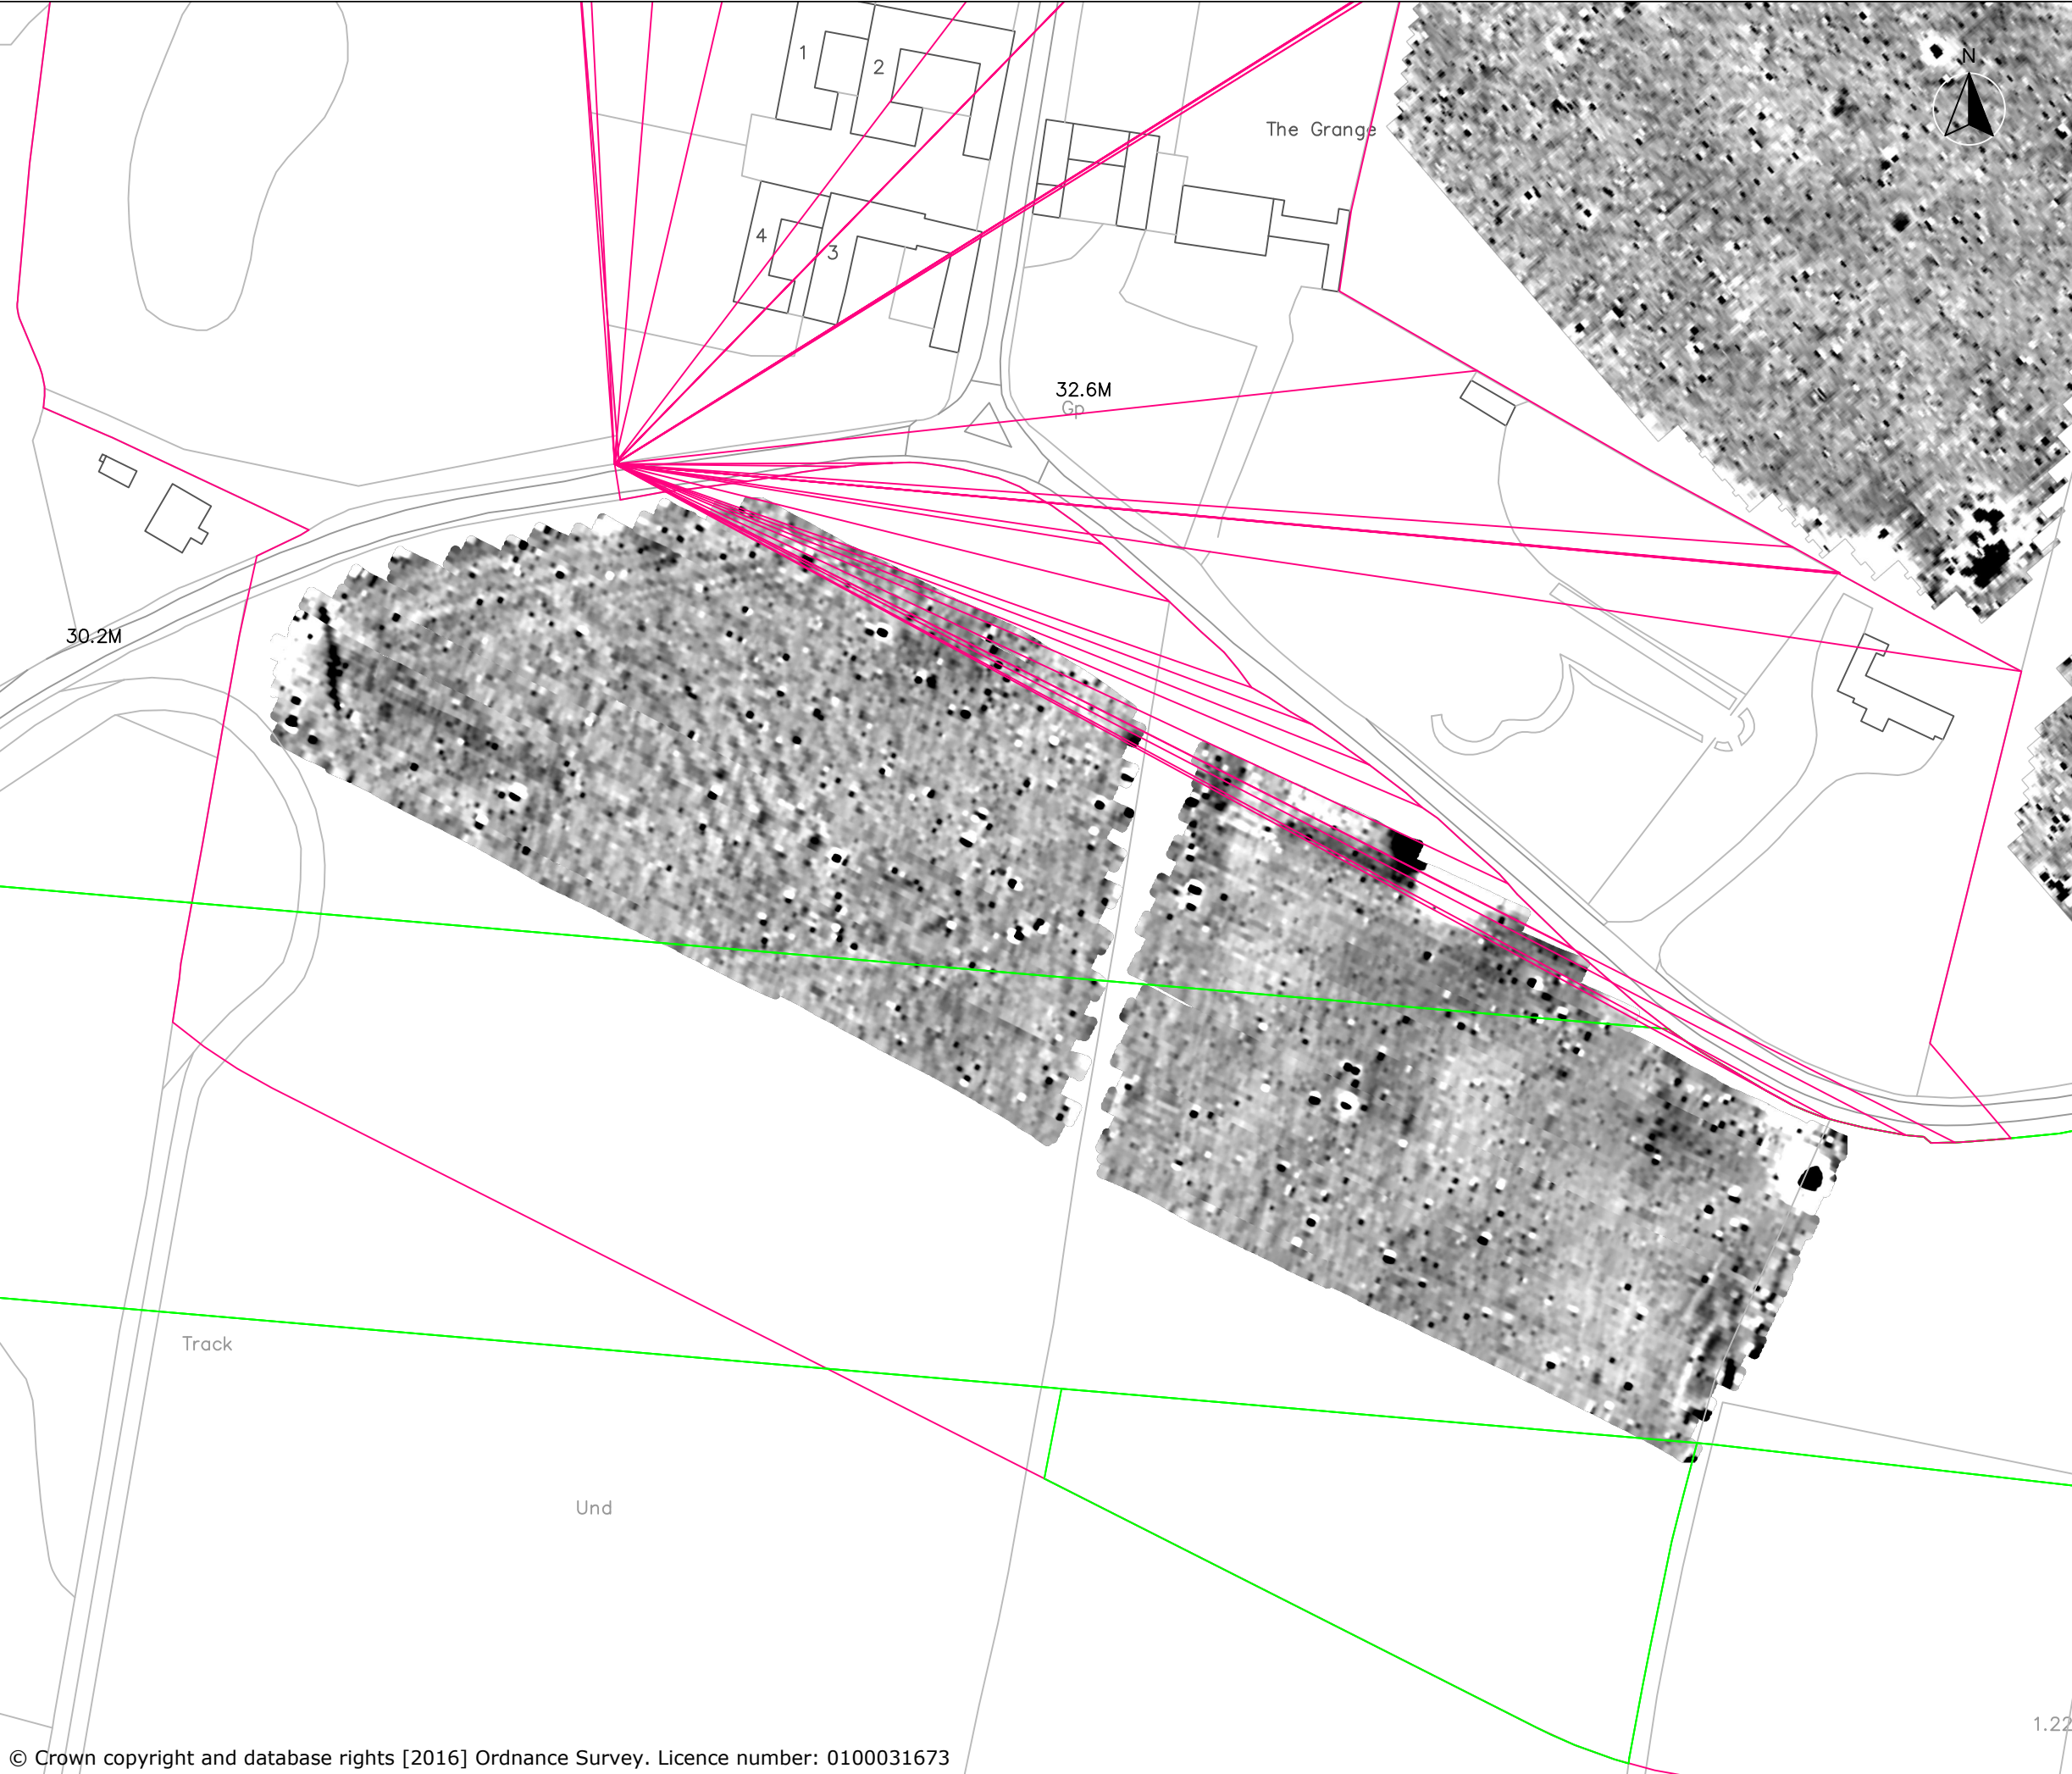 1
2
N
The Grange
4
3
32.6M
Gp
30.2M
Track
Und
1.22
© Crown copyright and database rights [2016] Ordnance Survey. Licence number: 0100031673